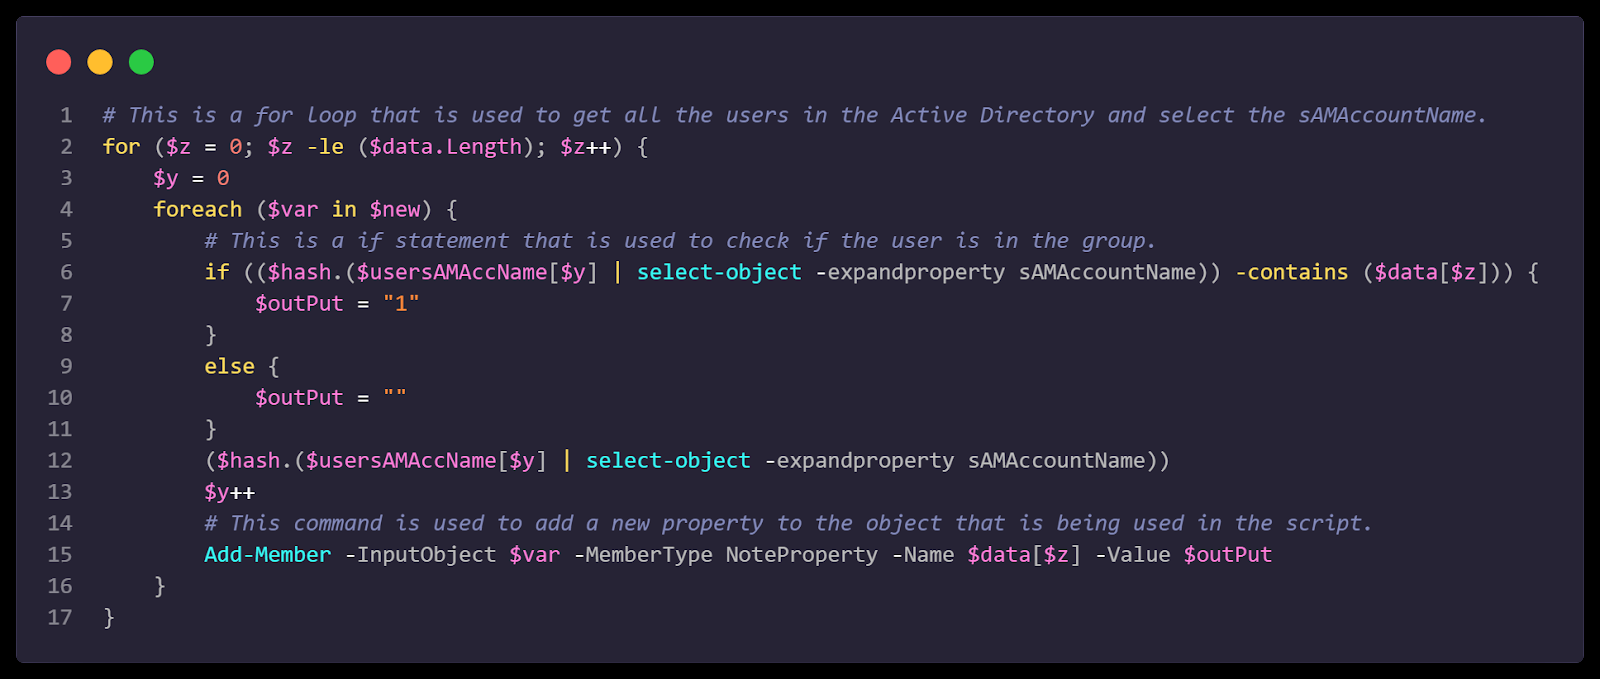 1 # This is a for loop that is used to get all the users in the Active Directory and select the sAMAccountName.
2 for ($z = 0; $z -le ($data.Length); $z++) {
3     $y = 0
4     foreach ($var in $new) {
5         # This is a if statement that is used to check if the user is in the group.
6         if (($hash.($usersAMAccName[$y] | select-object -expandproperty sAMAccountName)) -contains ($data[$z])) {
7             $outPut = "1"
8         }
9         else {
10             $outPut = ""
11         }
12         ($hash.($usersAMAccName[$y] | select-object -expandproperty sAMAccountName))
13         $y++
14         # This command is used to add a new property to the object that is being used in the script.
15         Add-Member -InputObject $var -MemberType NoteProperty -Name $data[$z] -Value $outPut
16     }
17 }